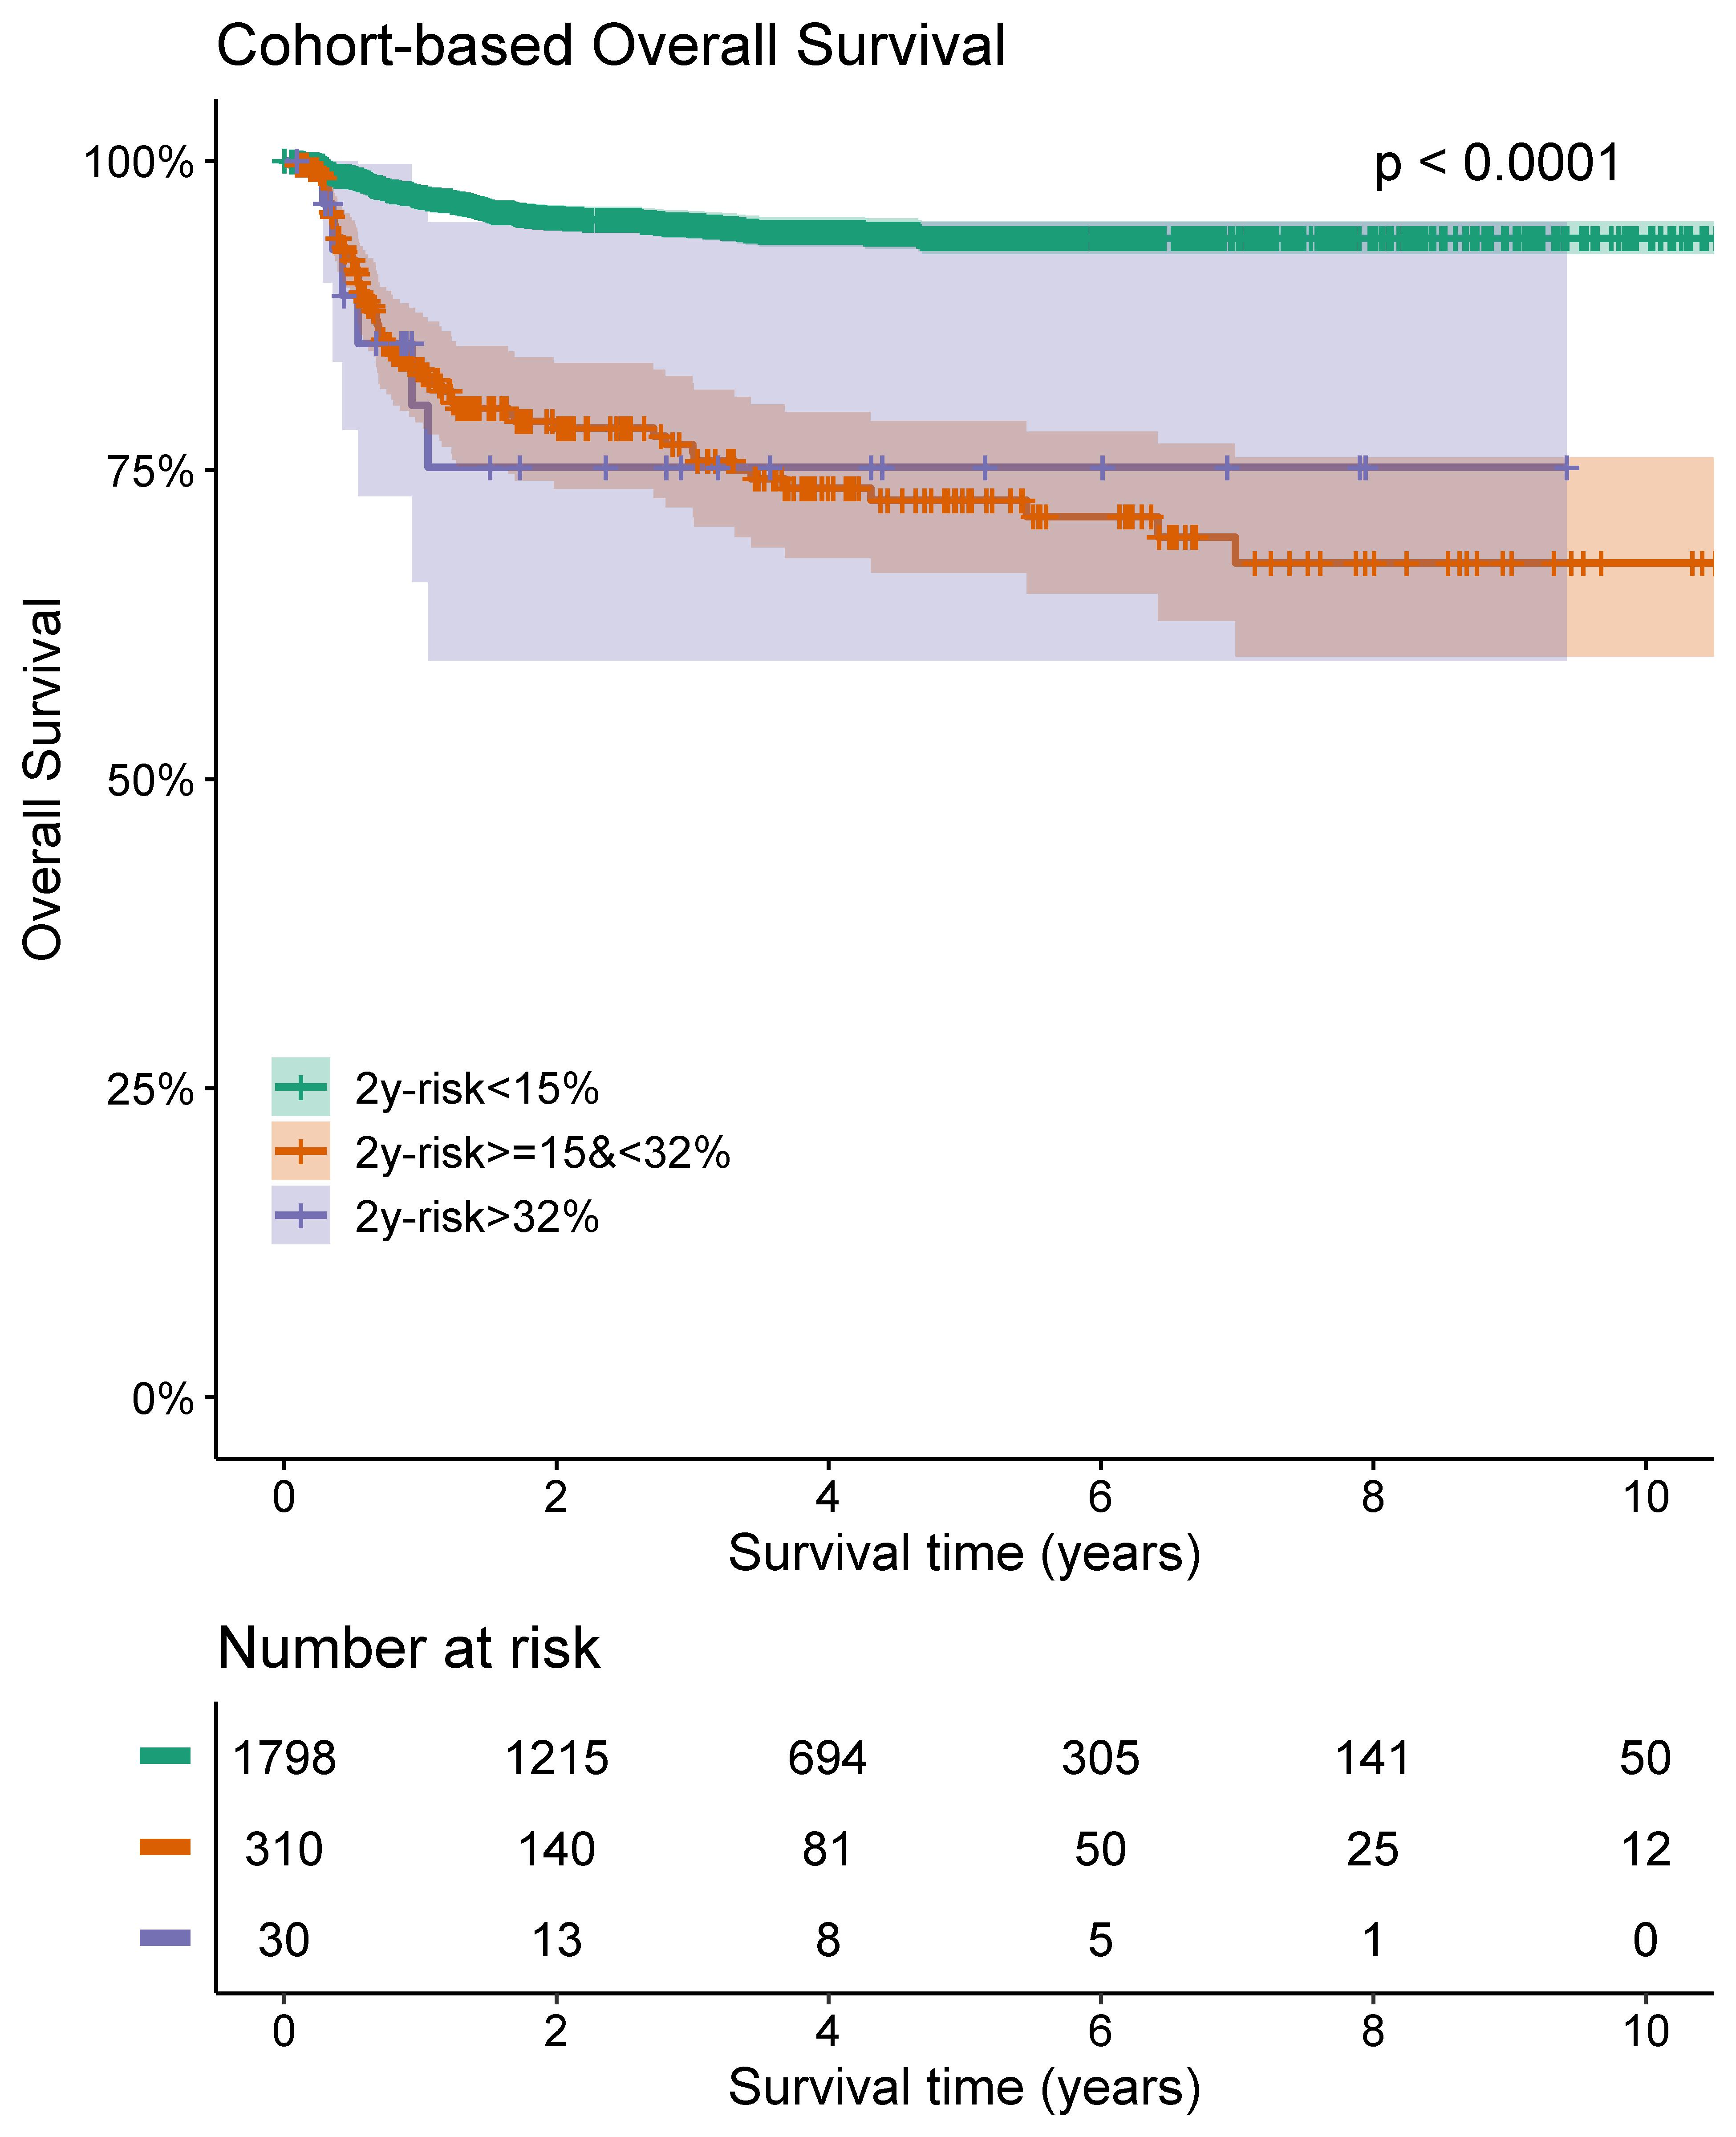 Cohort-based Overall Survival
p < 0.0001
Overall Survival
100%
75%
50%
25%
0%
2y-risk<15%
2y-risk>=15&<32%
2y-risk>32%
0 2 4 6 8 10
Survival time (years)
Number at risk
1798 1215 694 305 141 50
310 140 81 50 25 12
30 13 8 5 1 0
0 2 4 6 8 10
Survival time (years)